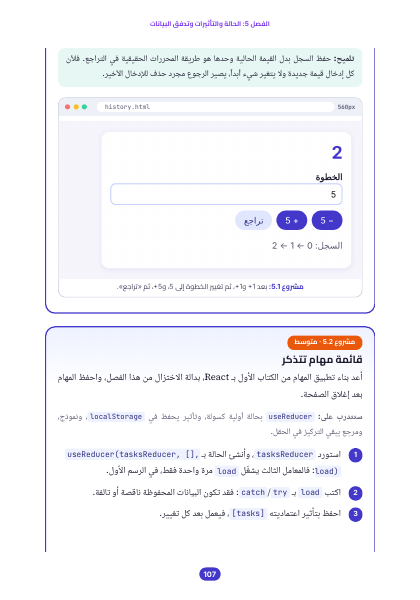 الفصل 5: الحالة والتأثيرات وتدفق البيانات
تلميح: حفظ السجل بدل القيمة الحالية وحدها هو طريقة المحررات الحقيقية في التراجع. فلأن
كل إدخال قيمة جديدة ولا يتغير شيء أبداً، يصير الرجوع مجرد حذف للإدخال الأخير.
history.html
560px
2
الخطوة
5
− 5
+ 5
تراجع
السجل: 0 ← 1 ← 2
مشروع 5.1: بعد 1+ و1+، ثم تغيير الخطوة إلى 5، و5+، ثم «تراجع».
مشروع 5.2 · متوسط
قائمة مهام تتذكر
أعد بناء تطبيق المهام من الكتاب الأول بـ React، بدالة الاختزال من هذا الفصل، واحفظ المهام
بعد إغلاق الصفحة.
ستتدرب على: useReducer بحالة أولية كسولة، وتأثير يحفظ في localStorage، ونموذج،
ومرجع يبقي التركيز في الحقل.
1 استورد tasksReducer، وأنشئ الحالة بـ useReducer(tasksReducer, [],
load): فالمعامل الثالث يشغّل load مرة واحدة فقط، في الرسم الأول.
2 اكتب load بـ try / catch: فقد تكون البيانات المحفوظة ناقصة أو تالفة.
3 احفظ بتأثير اعتماديته [tasks]، فيعمل بعد كل تغيير.
107